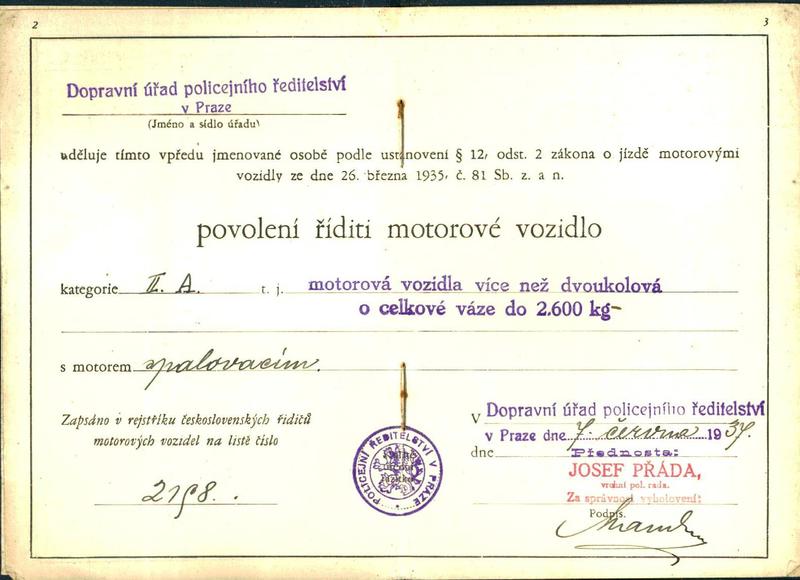 2
3
Dopravní úřad policejního ředitelství
v Praze
(Jméno a sídlo úřadu)
uděluje tímto vpředu jmenované osobě podle ustanovení § 12, odst. 2 zákona o jízdě motorovými
vozidly ze dne 26. března 1935, č. 81 Sb. z. a n.
povolení říditi motorové vozidlo
kategorie II. A. t. j. motorová vozidla více než dvoukolová
o celkové váze do 2.600 kg-
s motorem spalovacím.
Zapsáno v rejstříku československých řidičů
motorových vozidel na listě číslo
V Dopravní úřad policejního ředitelství
v Praze dne 7. června 1937.
dne Přednosta:
JOSEF PŘÁDA,
vrchní pol. rada.
Za správnost vyhotovení:
Podpis.
POLICEJNÍ ŘEDITELSTVÍ V PRAZE